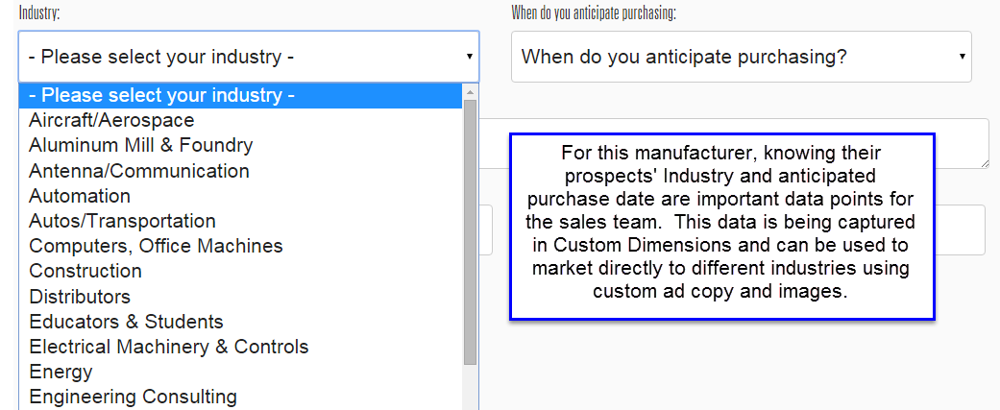 Industry:
When do you anticipate purchasing:
- Please select your industry -
When do you anticipate purchasing?
- Please select your industry -
Aircraft/Aerospace
Aluminum Mill & Foundry
Antenna/Communication
Automation
Autos/Transportation
Computers, Office Machines
Construction
Distributors
Educators & Students
Electrical Machinery & Controls
Energy
Engineering Consulting
For this manufacturer, knowing their
prospects' Industry and anticipated
purchase date are important data points for
the sales team.  This data is being captured
in Custom Dimensions and can be used to
market directly to different industries using
custom ad copy and images.